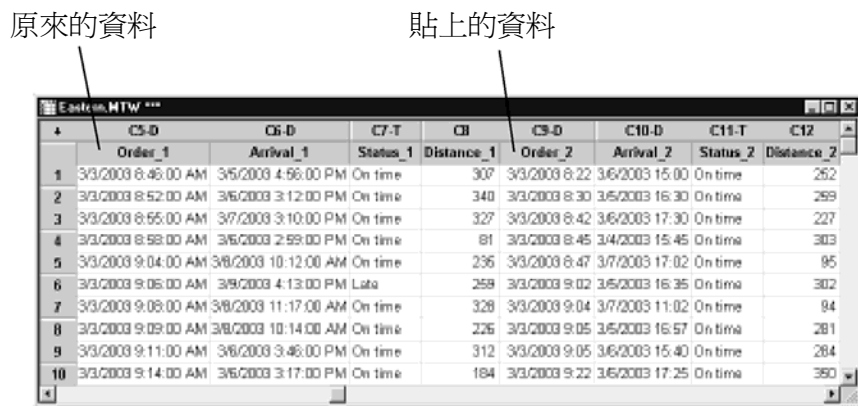 原來的資料 貼上的資料
Eastern.MTW ***
↓ C5-D C6-D C7-T C8 C9-D C10-D C11-T C12
Order_1 Arrival_1 Status_1 Distance_1 Order_2 Arrival_2 Status_2 Distance_2
1 3/3/2003 8:46:00 AM 3/5/2003 4:56:00 PM On time 307 3/3/2003 8:22 3/6/2003 15:00 On time 252
2 3/3/2003 8:52:00 AM 3/6/2003 3:12:00 PM On time 340 3/3/2003 8:30 3/5/2003 16:30 On time 259
3 3/3/2003 8:55:00 AM 3/7/2003 3:10:00 PM On time 327 3/3/2003 8:42 3/6/2003 17:30 On time 227
4 3/3/2003 8:58:00 AM 3/6/2003 2:59:00 PM On time 81 3/3/2003 8:45 3/4/2003 15:45 On time 303
5 3/3/2003 9:04:00 AM 3/8/2003 10:12:00 AM On time 235 3/3/2003 8:47 3/7/2003 17:02 On time 95
6 3/3/2003 9:06:00 AM 3/9/2003 4:13:00 PM Late 259 3/3/2003 9:02 3/5/2003 16:35 On time 302
7 3/3/2003 9:08:00 AM 3/8/2003 11:17:00 AM On time 328 3/3/2003 9:04 3/7/2003 11:02 On time 94
8 3/3/2003 9:09:00 AM 3/8/2003 10:14:00 AM On time 226 3/3/2003 9:05 3/5/2003 16:57 On time 281
9 3/3/2003 9:11:00 AM 3/6/2003 3:46:00 PM On time 312 3/3/2003 9:05 3/6/2003 15:40 On time 284
10 3/3/2003 9:14:00 AM 3/6/2003 3:17:00 PM On time 184 3/3/2003 9:22 3/6/2003 17:25 On time 350